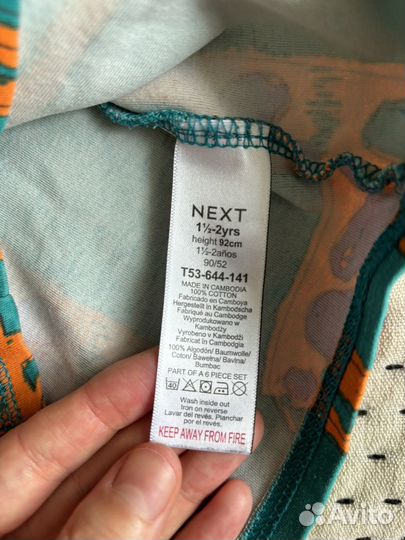 NEXT
1½-2yrs
height 92cm
1½-2años
90/52
T53-644-141
MADE IN CAMBODIA
100% COTTON
Fabricado en Camboya
Hergestellt in Kambodscha
Fabriqué au Cambodge
Wyprodukowano w
Kambodży
Vyrobeno v Kambodži
Fabricat în Cambodgia
100% Algodón/ Baumwolle/
Coton/ Bawełna/ Bavlna/
Bumbac
PART OF A 6 PIECE SET
40
Wash inside out
Iron on reverse
Lavar del revés. Planchar
por el revés.
KEEP AWAY FROM FIRE
Avito